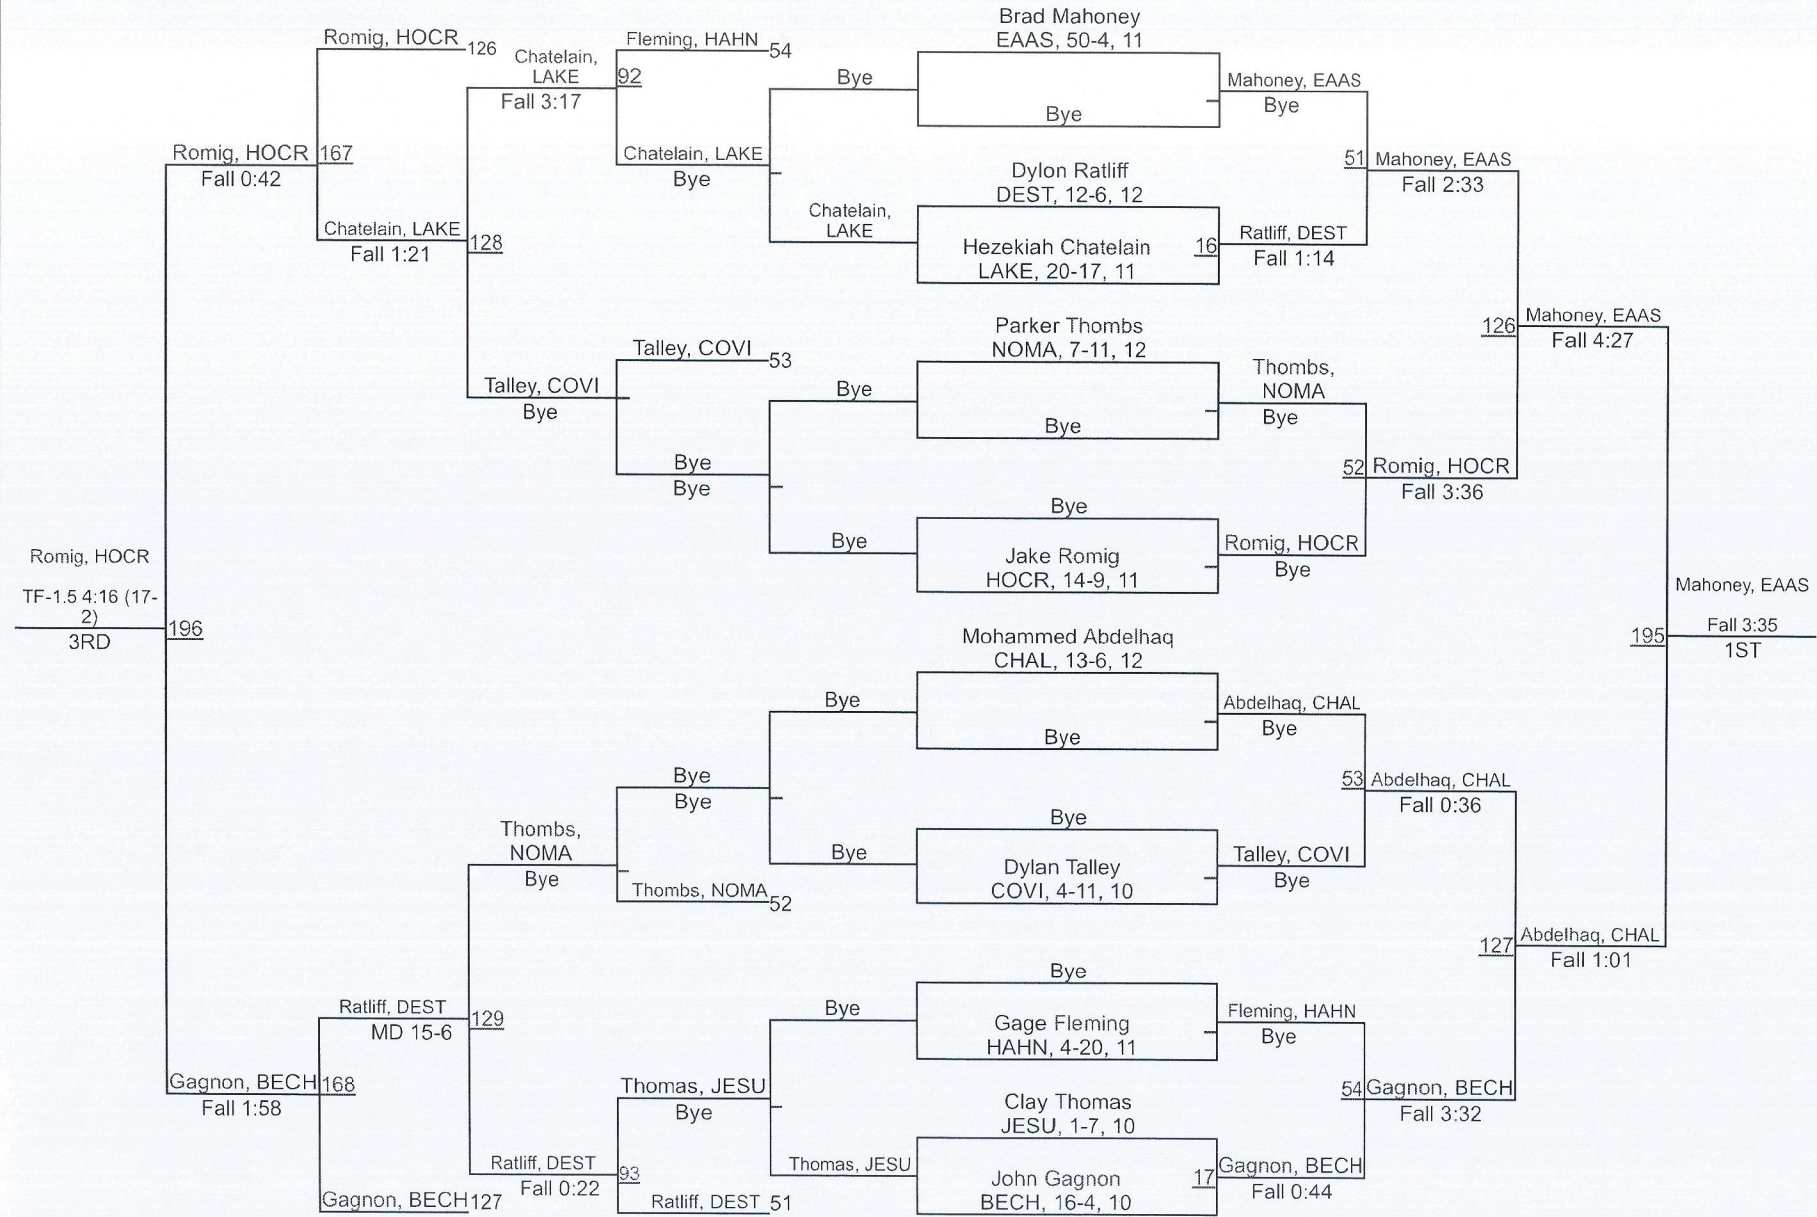 Brad Mahoney
EAAS, 50-4, 11
Bye
Mahoney, EAAS
Bye
Dylon Ratliff
DEST, 12-6, 12
Hezekiah Chatelain
LAKE, 20-17, 11
16
Ratliff, DEST
Fall 1:14
51
Mahoney, EAAS
Fall 2:33
Parker Thombs
NOMA, 7-11, 12
Bye
Thombs,
NOMA
Bye
Bye
Jake Romig
HOCR, 14-9, 11
Romig, HOCR
Bye
52
Romig, HOCR
Fall 3:36
126
Mahoney, EAAS
Fall 4:27
Mohammed Abdelhaq
CHAL, 13-6, 12
Bye
Abdelhaq, CHAL
Bye
Bye
Dylan Talley
COVI, 4-11, 10
Talley, COVI
Bye
53
Abdelhaq, CHAL
Fall 0:36
Bye
Gage Fleming
HAHN, 4-20, 11
Fleming, HAHN
Bye
Clay Thomas
JESU, 1-7, 10
John Gagnon
BECH, 16-4, 10
17
Gagnon, BECH
Fall 0:44
54
Gagnon, BECH
Fall 3:32
127
Abdelhaq, CHAL
Fall 1:01
195
Mahoney, EAAS
Fall 3:35
1ST
Bye
Chatelain,
LAKE
Fleming, HAHN
54
Chatelain, LAKE
Bye
92
Chatelain,
LAKE
Fall 3:17
Bye
Bye
Talley, COVI
53
Bye
Bye
Talley, COVI
Bye
128
Chatelain, LAKE
Fall 1:21
Romig, HOCR
126
167
Romig, HOCR
Fall 0:42
Bye
Bye
Bye
Bye
Thombs, NOMA
52
Thombs,
NOMA
Bye
Bye
Thomas, JESU
Thomas, JESU
Bye
Ratliff, DEST
51
93
Ratliff, DEST
Fall 0:22
129
Ratliff, DEST
MD 15-6
Gagnon, BECH
127
168
Gagnon, BECH
Fall 1:58
196
Romig, HOCR
TF-1.5 4:16 (17-
2)
3RD